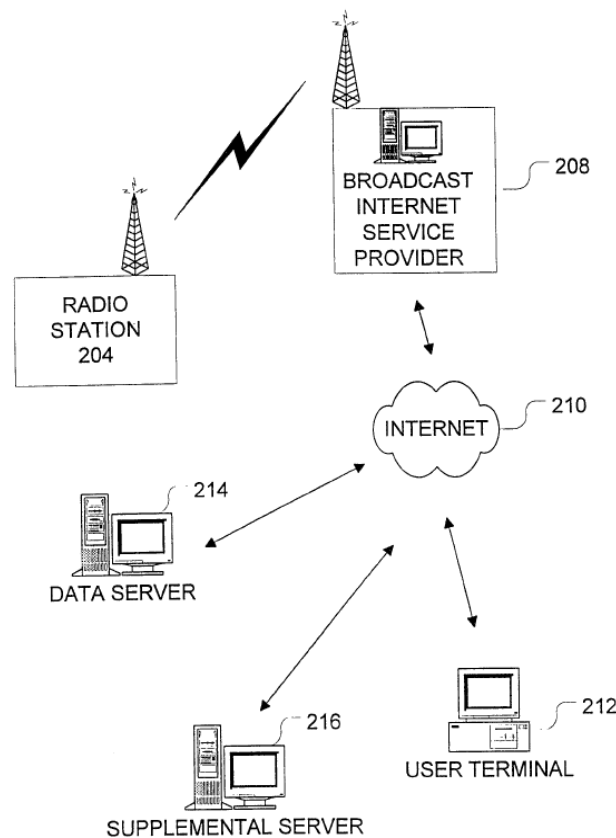 BROADCAST
INTERNET
SERVICE
PROVIDER
208
RADIO
STATION
204
INTERNET
210
214
DATA SERVER
216
SUPPLEMENTAL SERVER
212
USER TERMINAL